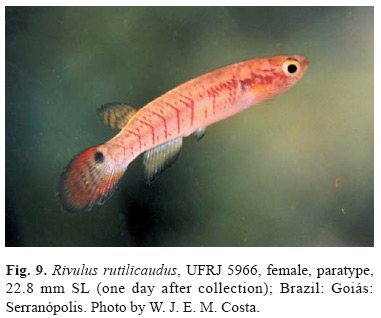 Fig. 9. Rivulus rutilicaudus, UFRJ 5966, female, paratype,
22.8 mm SL (one day after collection); Brazil: Goiás:
Serranópolis. Photo by W. J. E. M. Costa.